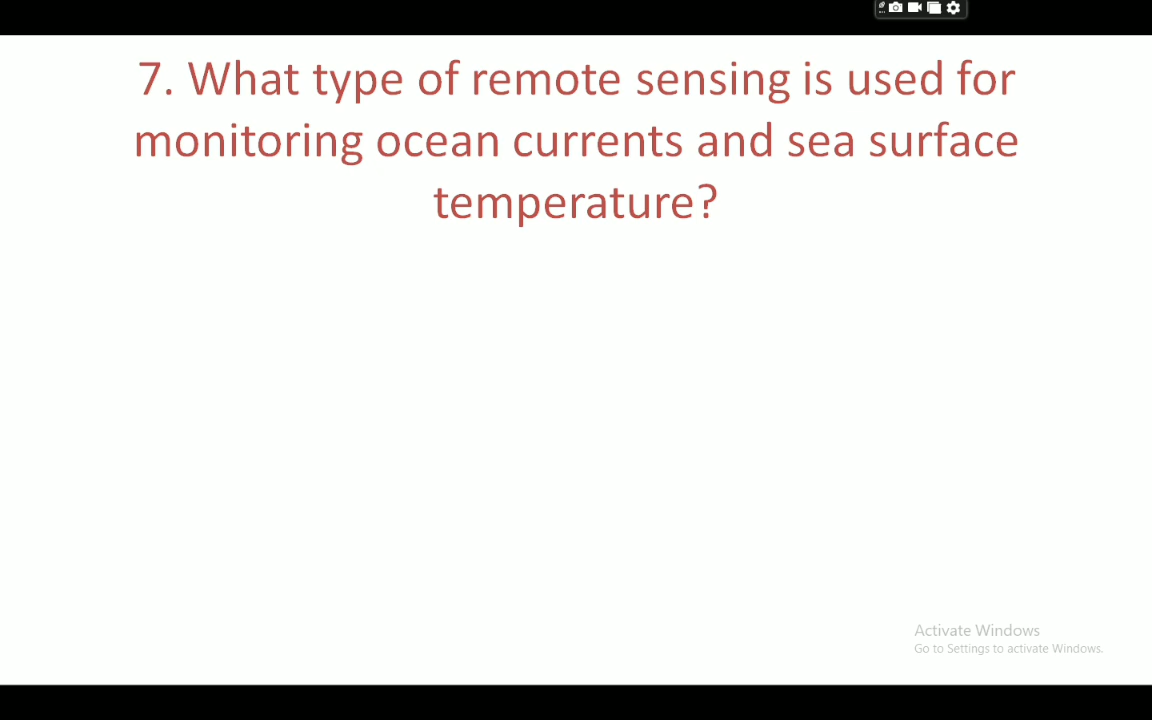 7. What type of remote sensing is used for
monitoring ocean currents and sea surface
temperature?
Activate Windows
Go to Settings to activate Windows.